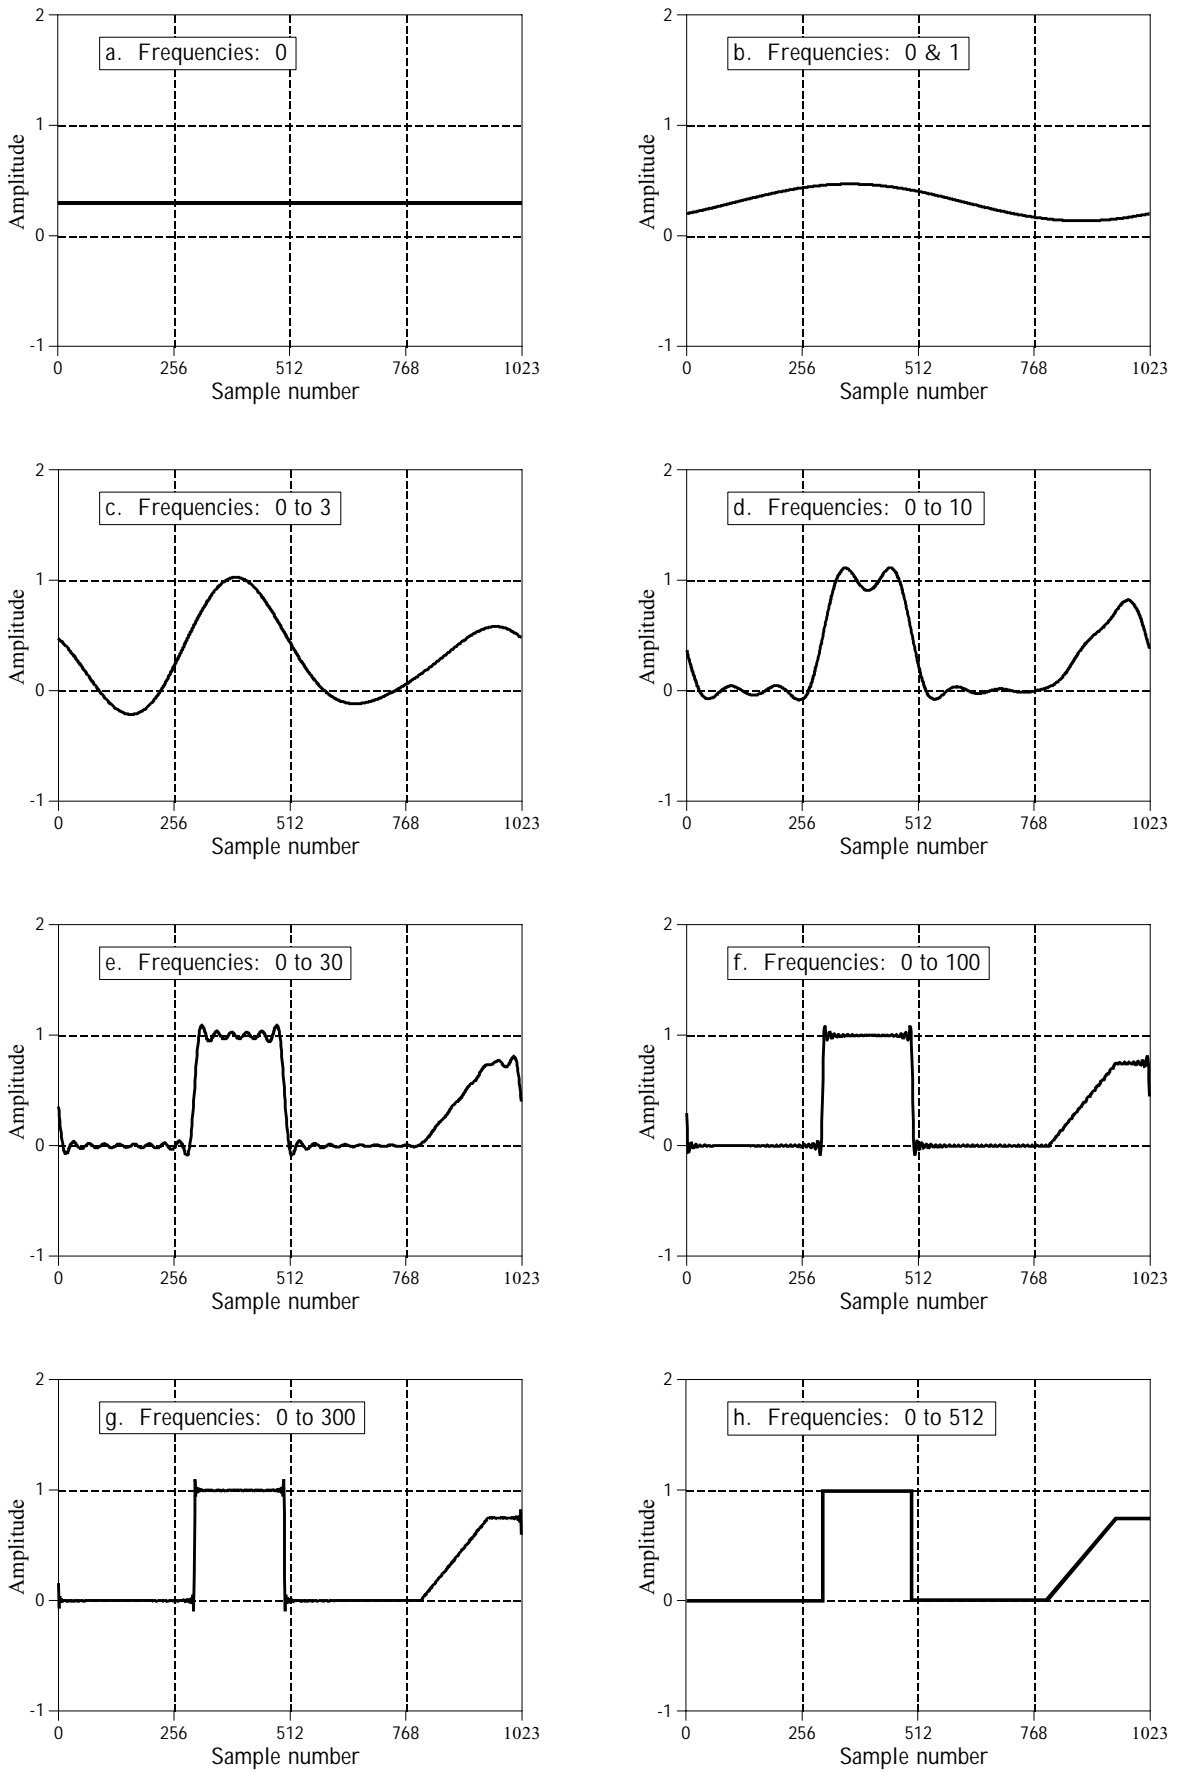 a. Frequencies: 0
2
1
0
-1
Amplitude
0 256 512 768 1023
Sample number
b. Frequencies: 0 & 1
2
1
0
-1
Amplitude
0 256 512 768 1023
Sample number
c. Frequencies: 0 to 3
2
1
0
-1
Amplitude
0 256 512 768 1023
Sample number
d. Frequencies: 0 to 10
2
1
0
-1
Amplitude
0 256 512 768 1023
Sample number
e. Frequencies: 0 to 30
2
1
0
-1
Amplitude
0 256 512 768 1023
Sample number
f. Frequencies: 0 to 100
2
1
0
-1
Amplitude
0 256 512 768 1023
Sample number
g. Frequencies: 0 to 300
2
1
0
-1
Amplitude
0 256 512 768 1023
Sample number
h. Frequencies: 0 to 512
2
1
0
-1
Amplitude
0 256 512 768 1023
Sample number